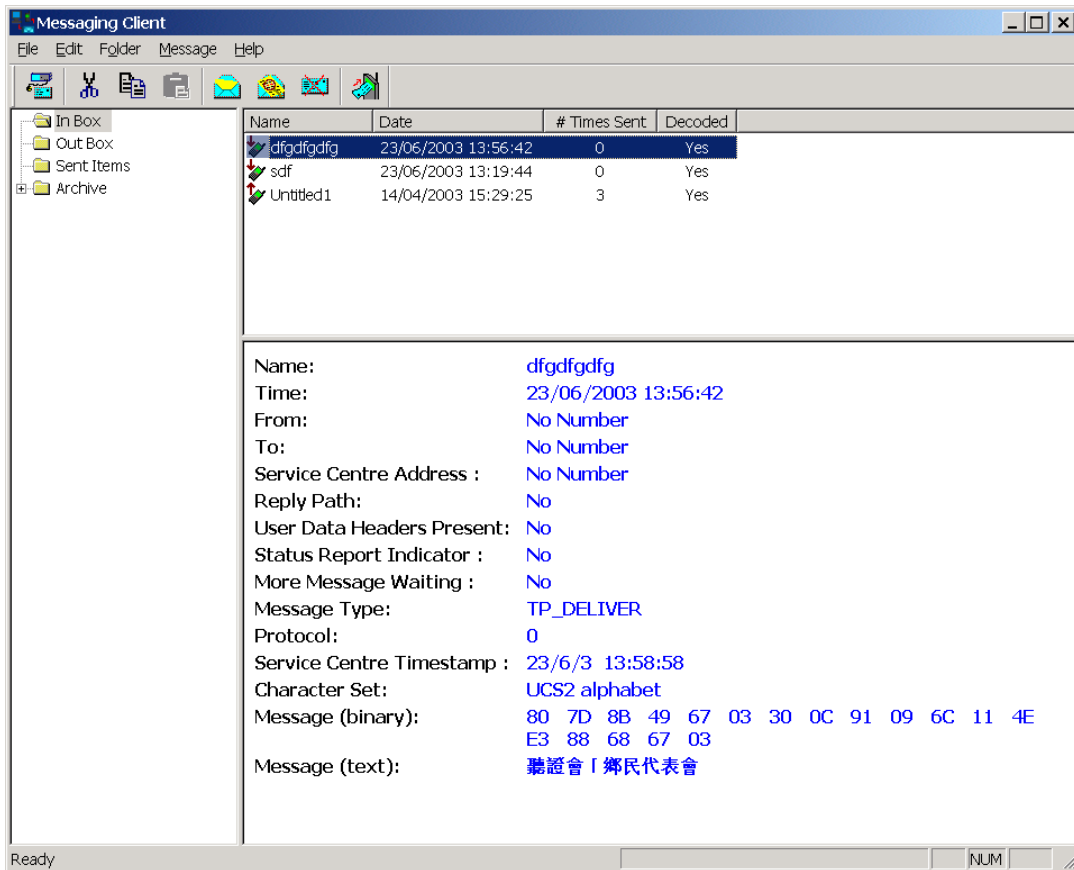 Messaging Client
File Edit Folder Message Help
In Box
Out Box
Sent Items
Archive
Name Date # Times Sent Decoded
dfgdfgdfg 23/06/2003 13:56:42 0 Yes
sdf 23/06/2003 13:19:44 0 Yes
Untitled1 14/04/2003 15:29:25 3 Yes
Name: dfgdfgdfg
Time: 23/06/2003 13:56:42
From: No Number
To: No Number
Service Centre Address : No Number
Reply Path: No
User Data Headers Present: No
Status Report Indicator : No
More Message Waiting : No
Message Type: TP_DELIVER
Protocol: 0
Service Centre Timestamp : 23/6/3 13:58:58
Character Set: UCS2 alphabet
Message (binary): 80 7D 8B 49 67 03 30 0C 91 09 6C 11 4E
E3 88 68 67 03
Message (text): 聽證會「鄉民代表會
Ready NUM